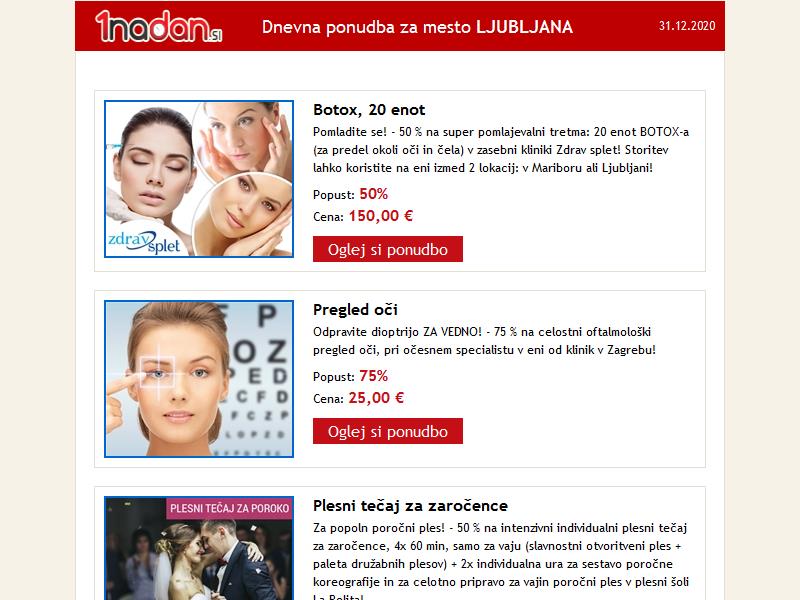 1nadan.si
Dnevna ponudba za mesto LJUBLJANA
31.12.2020
zdrav splet
Botox, 20 enot
Pomladite se! - 50 % na super pomlajevalni tretma: 20 enot BOTOX-a
(za predel okoli oči in čela) v zasebni kliniki Zdrav splet! Storitev
lahko koristite na eni izmed 2 lokacij: v Mariboru ali Ljubljani!
Popust: 50%
Cena: 150,00 €
Oglej si ponudbo
P
OZ
PED
ECFD
FCZP
LOPZD
Pregled oči
Odpravite dioptrijo ZA VEDNO! - 75 % na celostni oftalmološki
pregled oči, pri očesnem specialistu v eni od klinik v Zagrebu!
Popust: 75%
Cena: 25,00 €
Oglej si ponudbo
PLESNI TEČAJ ZA POROKO
Plesni tečaj za zaročence
Za popoln poročni ples! - 50 % na intenzivni individualni plesni tečaj
za zaročence, 4x 60 min, samo za vaju (slavnostni otvoritveni ples +
paleta družabnih plesov) + 2x individualna ura za sestavo poročne
koreografije in za celotno pripravo za vajin poročni ples v plesni šoli